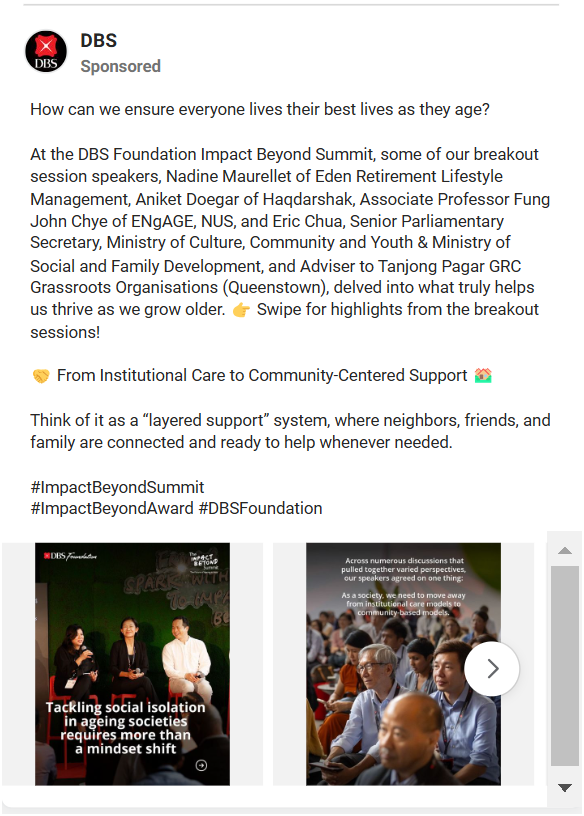 DBS
DBS
Sponsored
How can we ensure everyone lives their best lives as they age?
At the DBS Foundation Impact Beyond Summit, some of our breakout
session speakers, Nadine Maurellet of Eden Retirement Lifestyle
Management, Aniket Doegar of Haqdarshak, Associate Professor Fung
John Chye of ENgAGE, NUS, and Eric Chua, Senior Parliamentary
Secretary, Ministry of Culture, Community and Youth & Ministry of
Social and Family Development, and Adviser to Tanjong Pagar GRC
Grassroots Organisations (Queenstown), delved into what truly helps
us thrive as we grow older. 👉 Swipe for highlights from the breakout
sessions!
🤝 From Institutional Care to Community-Centered Support 🏘️
Think of it as a “layered support” system, where neighbors, friends, and
family are connected and ready to help whenever needed.
#ImpactBeyondSummit
#ImpactBeyondAward #DBSFoundation
DBS Foundation
The
IMPACT
BEYOND
Summit
SPARK WITH
Tackling social isolation
in ageing societies
requires more than
a mindset shift
Across numerous discussions that
pulled together varied perspectives,
our speakers agreed on one thing:
As a society, we need to move away
from institutional care models to
community-based models.